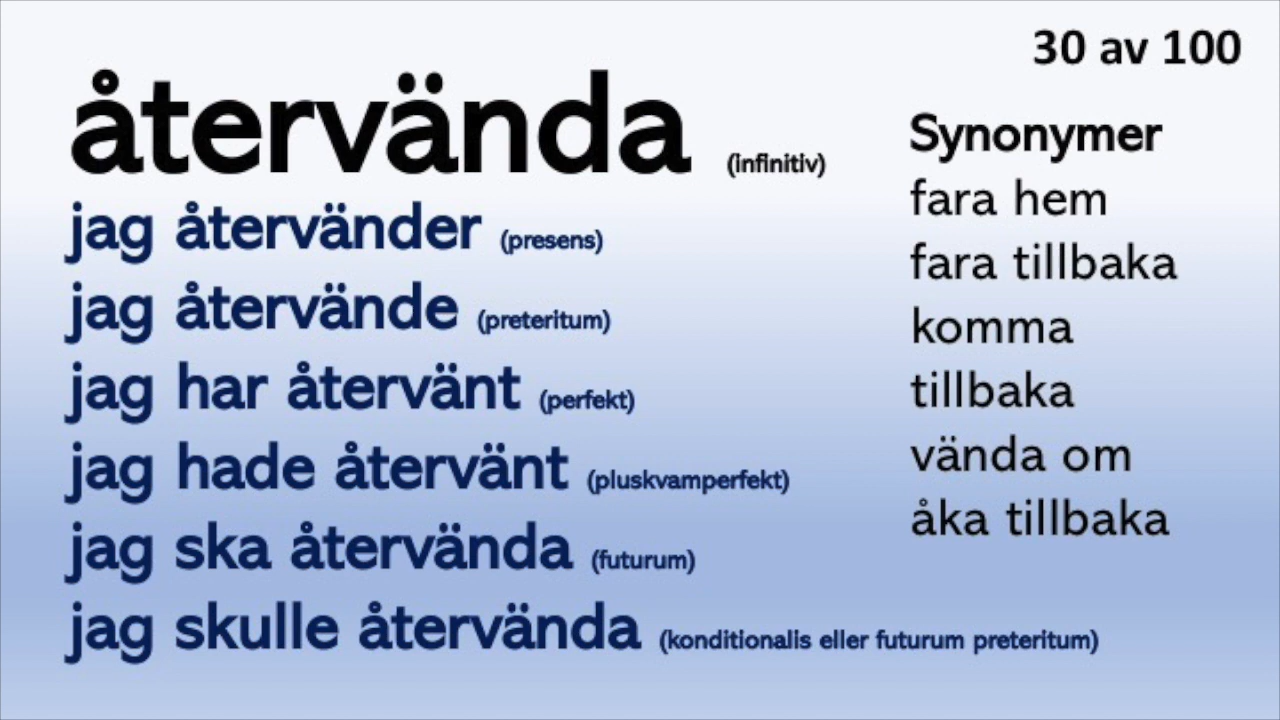 30 av 100
återvända (infinitiv)
jag återvänder (presens)
jag återvände (preteritum)
jag har återvänt (perfekt)
jag hade återvänt (pluskvamperfekt)
jag ska återvända (futurum)
jag skulle återvända (konditionalis eller futurum preteritum)
Synonymer
fara hem
fara tillbaka
komma
tillbaka
vända om
åka tillbaka